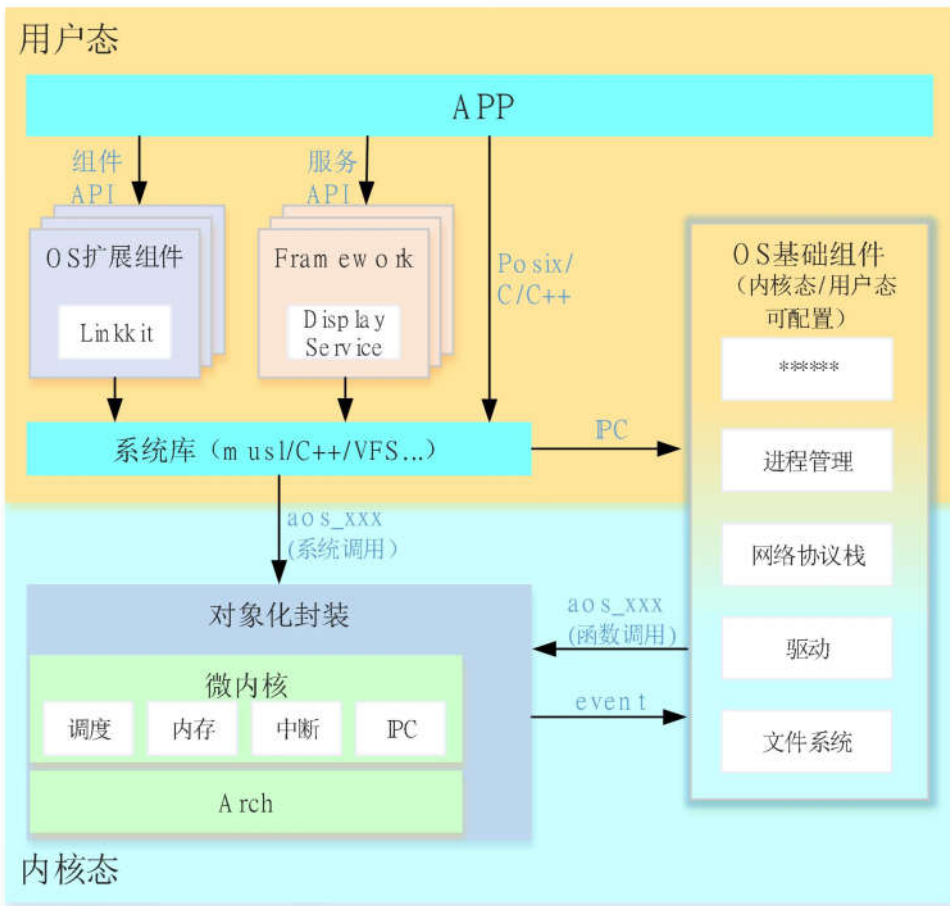 用户态
APP
组件
API
服务
API
Posix/
C/C++
OS扩展组件
Linkkit
Framework
Display
Service
系统库（musl/C++/VFS...）
IPC
OS基础组件
（内核态/用户态
可配置）
******
进程管理
网络协议栈
驱动
文件系统
aos_xxx
(系统调用）
对象化封装
微内核
调度
内存
中断
IPC
Arch
aos_xxx
(函数调用)
event
内核态